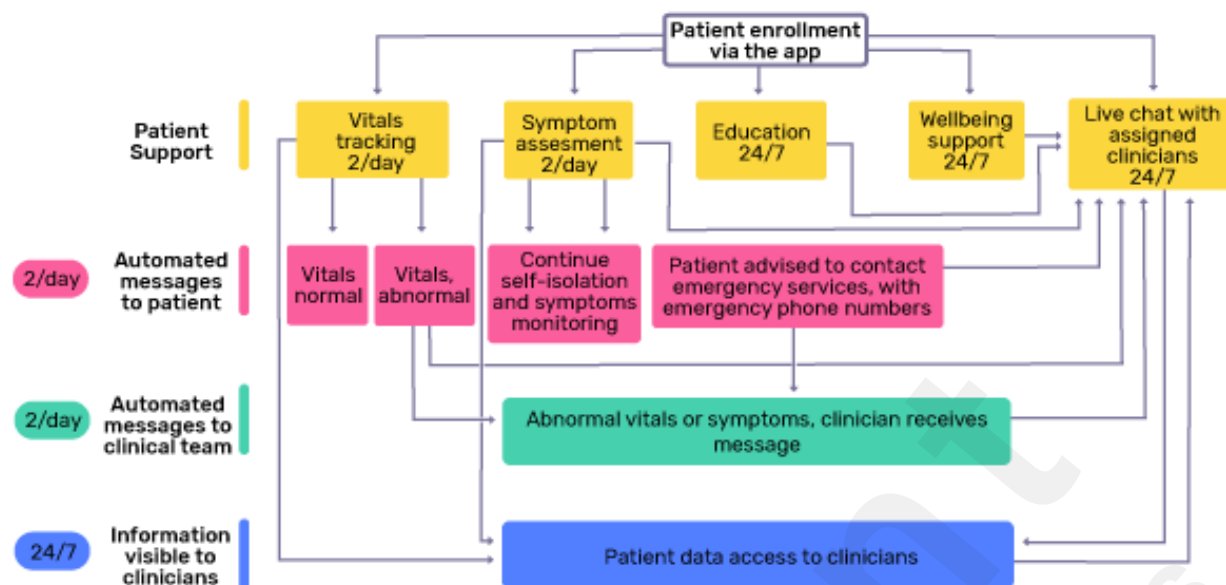 Patient enrollment
via the app
Patient
Support
Vitals
tracking
2/day
Symptom
assesment
2/day
Education
24/7
Wellbeing
support
24/7
Live chat with
assigned
clinicians
24/7
2/day
Automated
messages
to patient
Vitals
normal
Vitals,
abnormal
Continue
self-isolation
and symptoms
monitoring
Patient advised to contact
emergency services, with
emergency phone numbers
2/day
Automated
messages to
clinical team
Abnormal vitals or symptoms, clinician receives
message
24/7
Information
visible to
clinicians
Patient data access to clinicians